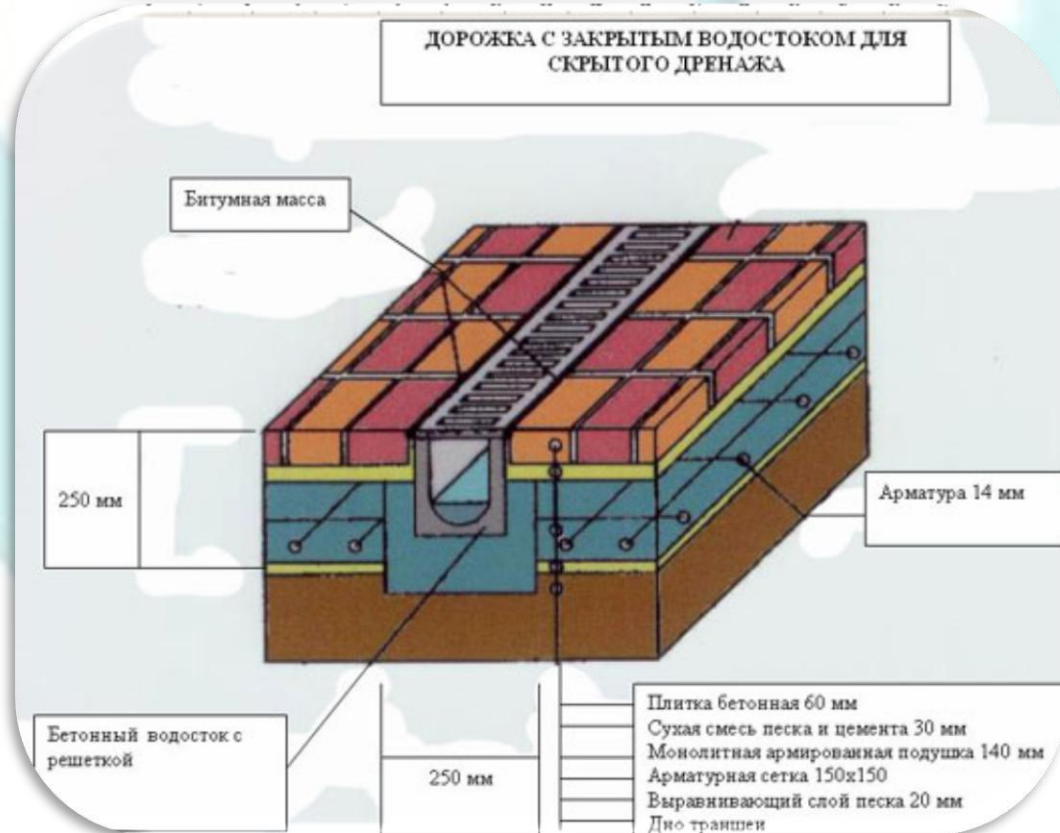 ДОРОЖКА С ЗАКРЫТЫМ ВОДОСТОКОМ ДЛЯ
СКРЫТОГО ДРЕНАЖА
Битумная масса
250 мм
Арматура 14 мм
Бетонный водосток с
решеткой
250 мм
Плитка бетонная 60 мм
Сухая смесь песка и цемента 30 мм
Монолитная армированная подушка 140 мм
Арматурная сетка 150х150
Выравнивающий слой песка 20 мм
Дно траншеи